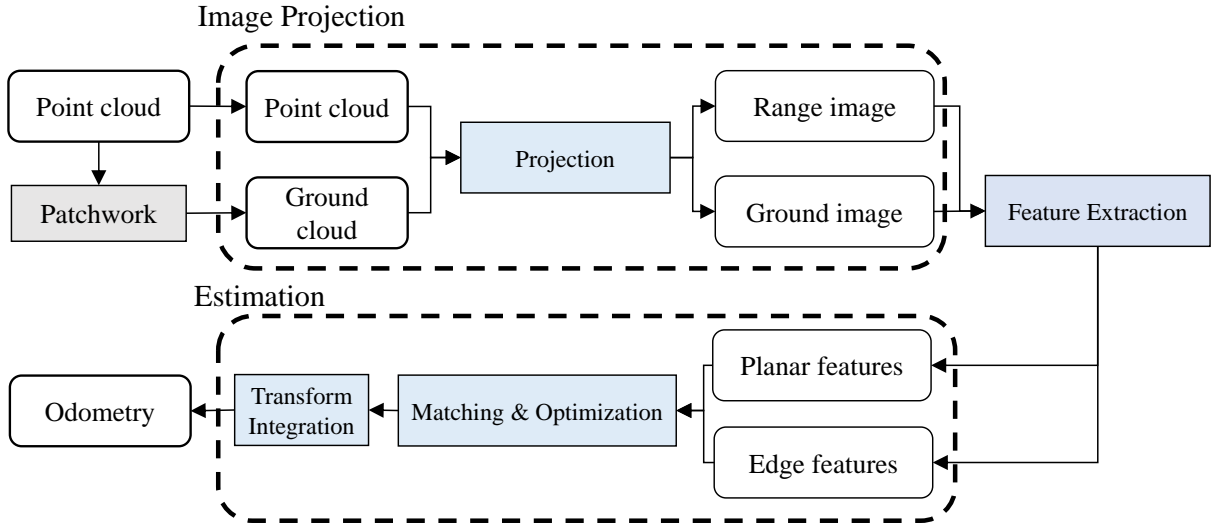 Image Projection
Point cloud
Point cloud
Range image
Projection
Patchwork
Ground
cloud
Ground image
Feature Extraction
Estimation
Planar features
Odometry
Transform
Integration
Matching & Optimization
Edge features